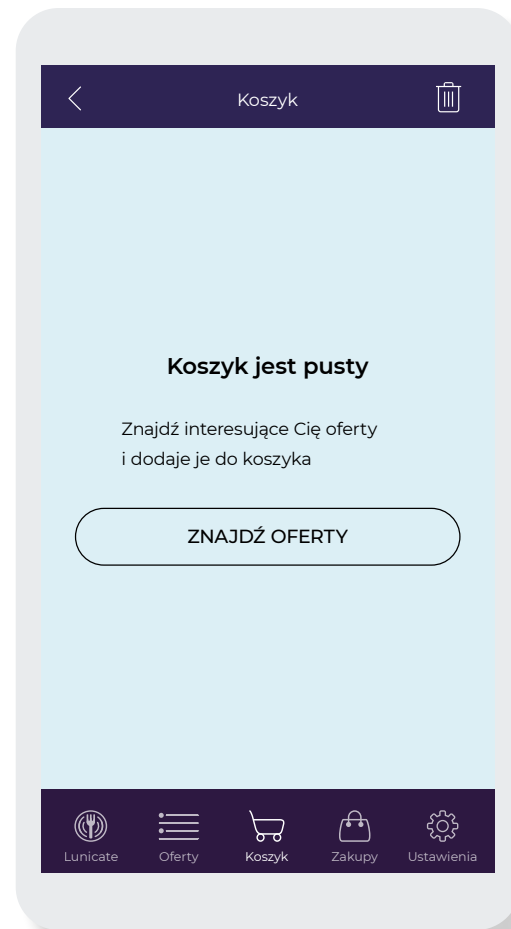 Koszyk
Koszyk jest pusty
Znajdź interesujące Cię oferty
i dodaje je do koszyka
ZNAJDŹ OFERTY
Lunicate Oferty Koszyk Zakupy Ustawienia